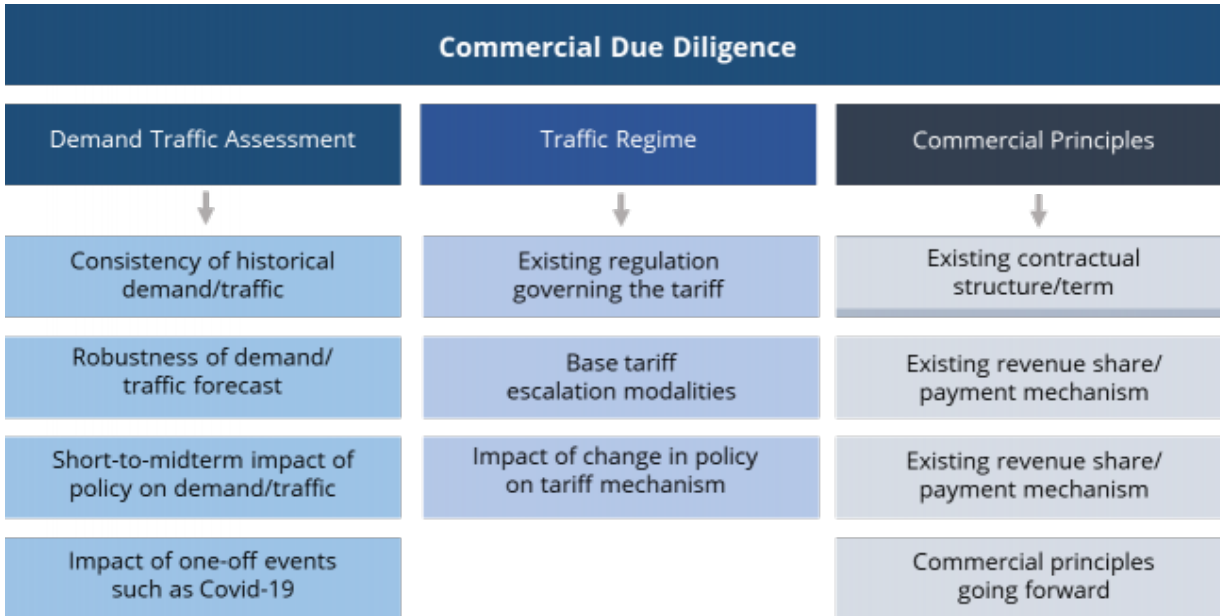 Commercial Due Diligence
Demand Traffic Assessment
Traffic Regime
Commercial Principles
Consistency of historical
demand/traffic
Existing regulation
governing the tariff
Existing contractual
structure/term
Robustness of demand/
traffic forecast
Base tariff
escalation modalities
Existing revenue share/
payment mechanism
Short-to-midterm impact of
policy on demand/traffic
Impact of change in policy
on tariff mechanism
Existing revenue share/
payment mechanism
Impact of one-off events
such as Covid-19
Commercial principles
going forward